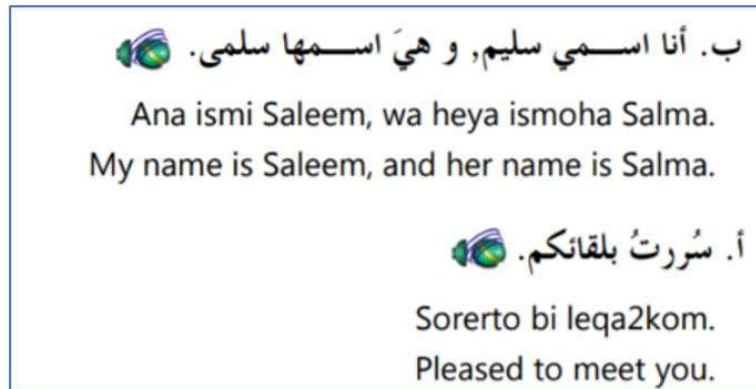 ب. أنا اســـمي سليم, و هيَ اســـمها سلمى.
Ana ismi Saleem, wa heya ismoha Salma.
My name is Saleem, and her name is Salma.
أ. سُررتُ بلقائكم.
Sorerto bi leqa2kom.
Pleased to meet you.